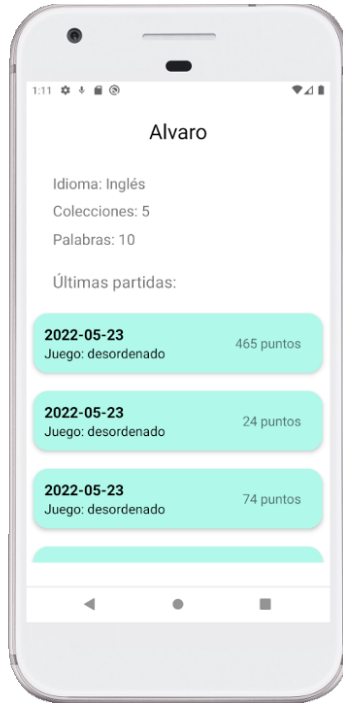 1:11
Alvaro
Idioma: Inglés
Colecciones: 5
Palabras: 10
Últimas partidas:
2022-05-23
Juego: desordenado
465 puntos
2022-05-23
Juego: desordenado
24 puntos
2022-05-23
Juego: desordenado
74 puntos